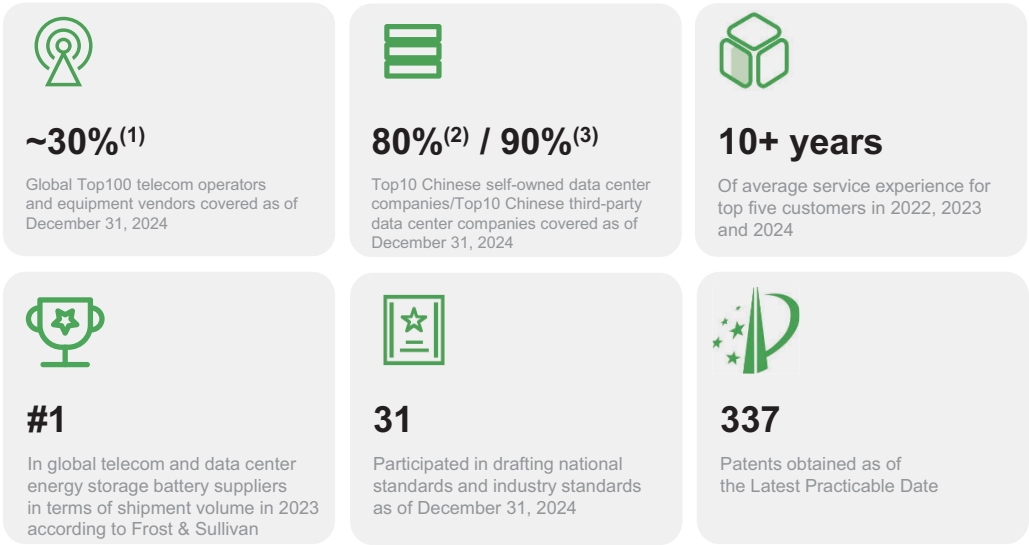 ~30%(1)
Global Top100 telecom operators
and equipment vendors covered as of
December 31, 2024
80%(2) / 90%(3)
Top10 Chinese self-owned data center
companies/Top10 Chinese third-party
data center companies covered as of
December 31, 2024
10+ years
Of average service experience for
top five customers in 2022, 2023
and 2024
#1
In global telecom and data center
energy storage battery suppliers
in terms of shipment volume in 2023
according to Frost & Sullivan
31
Participated in drafting national
standards and industry standards
as of December 31, 2024
337
Patents obtained as of
the Latest Practicable Date